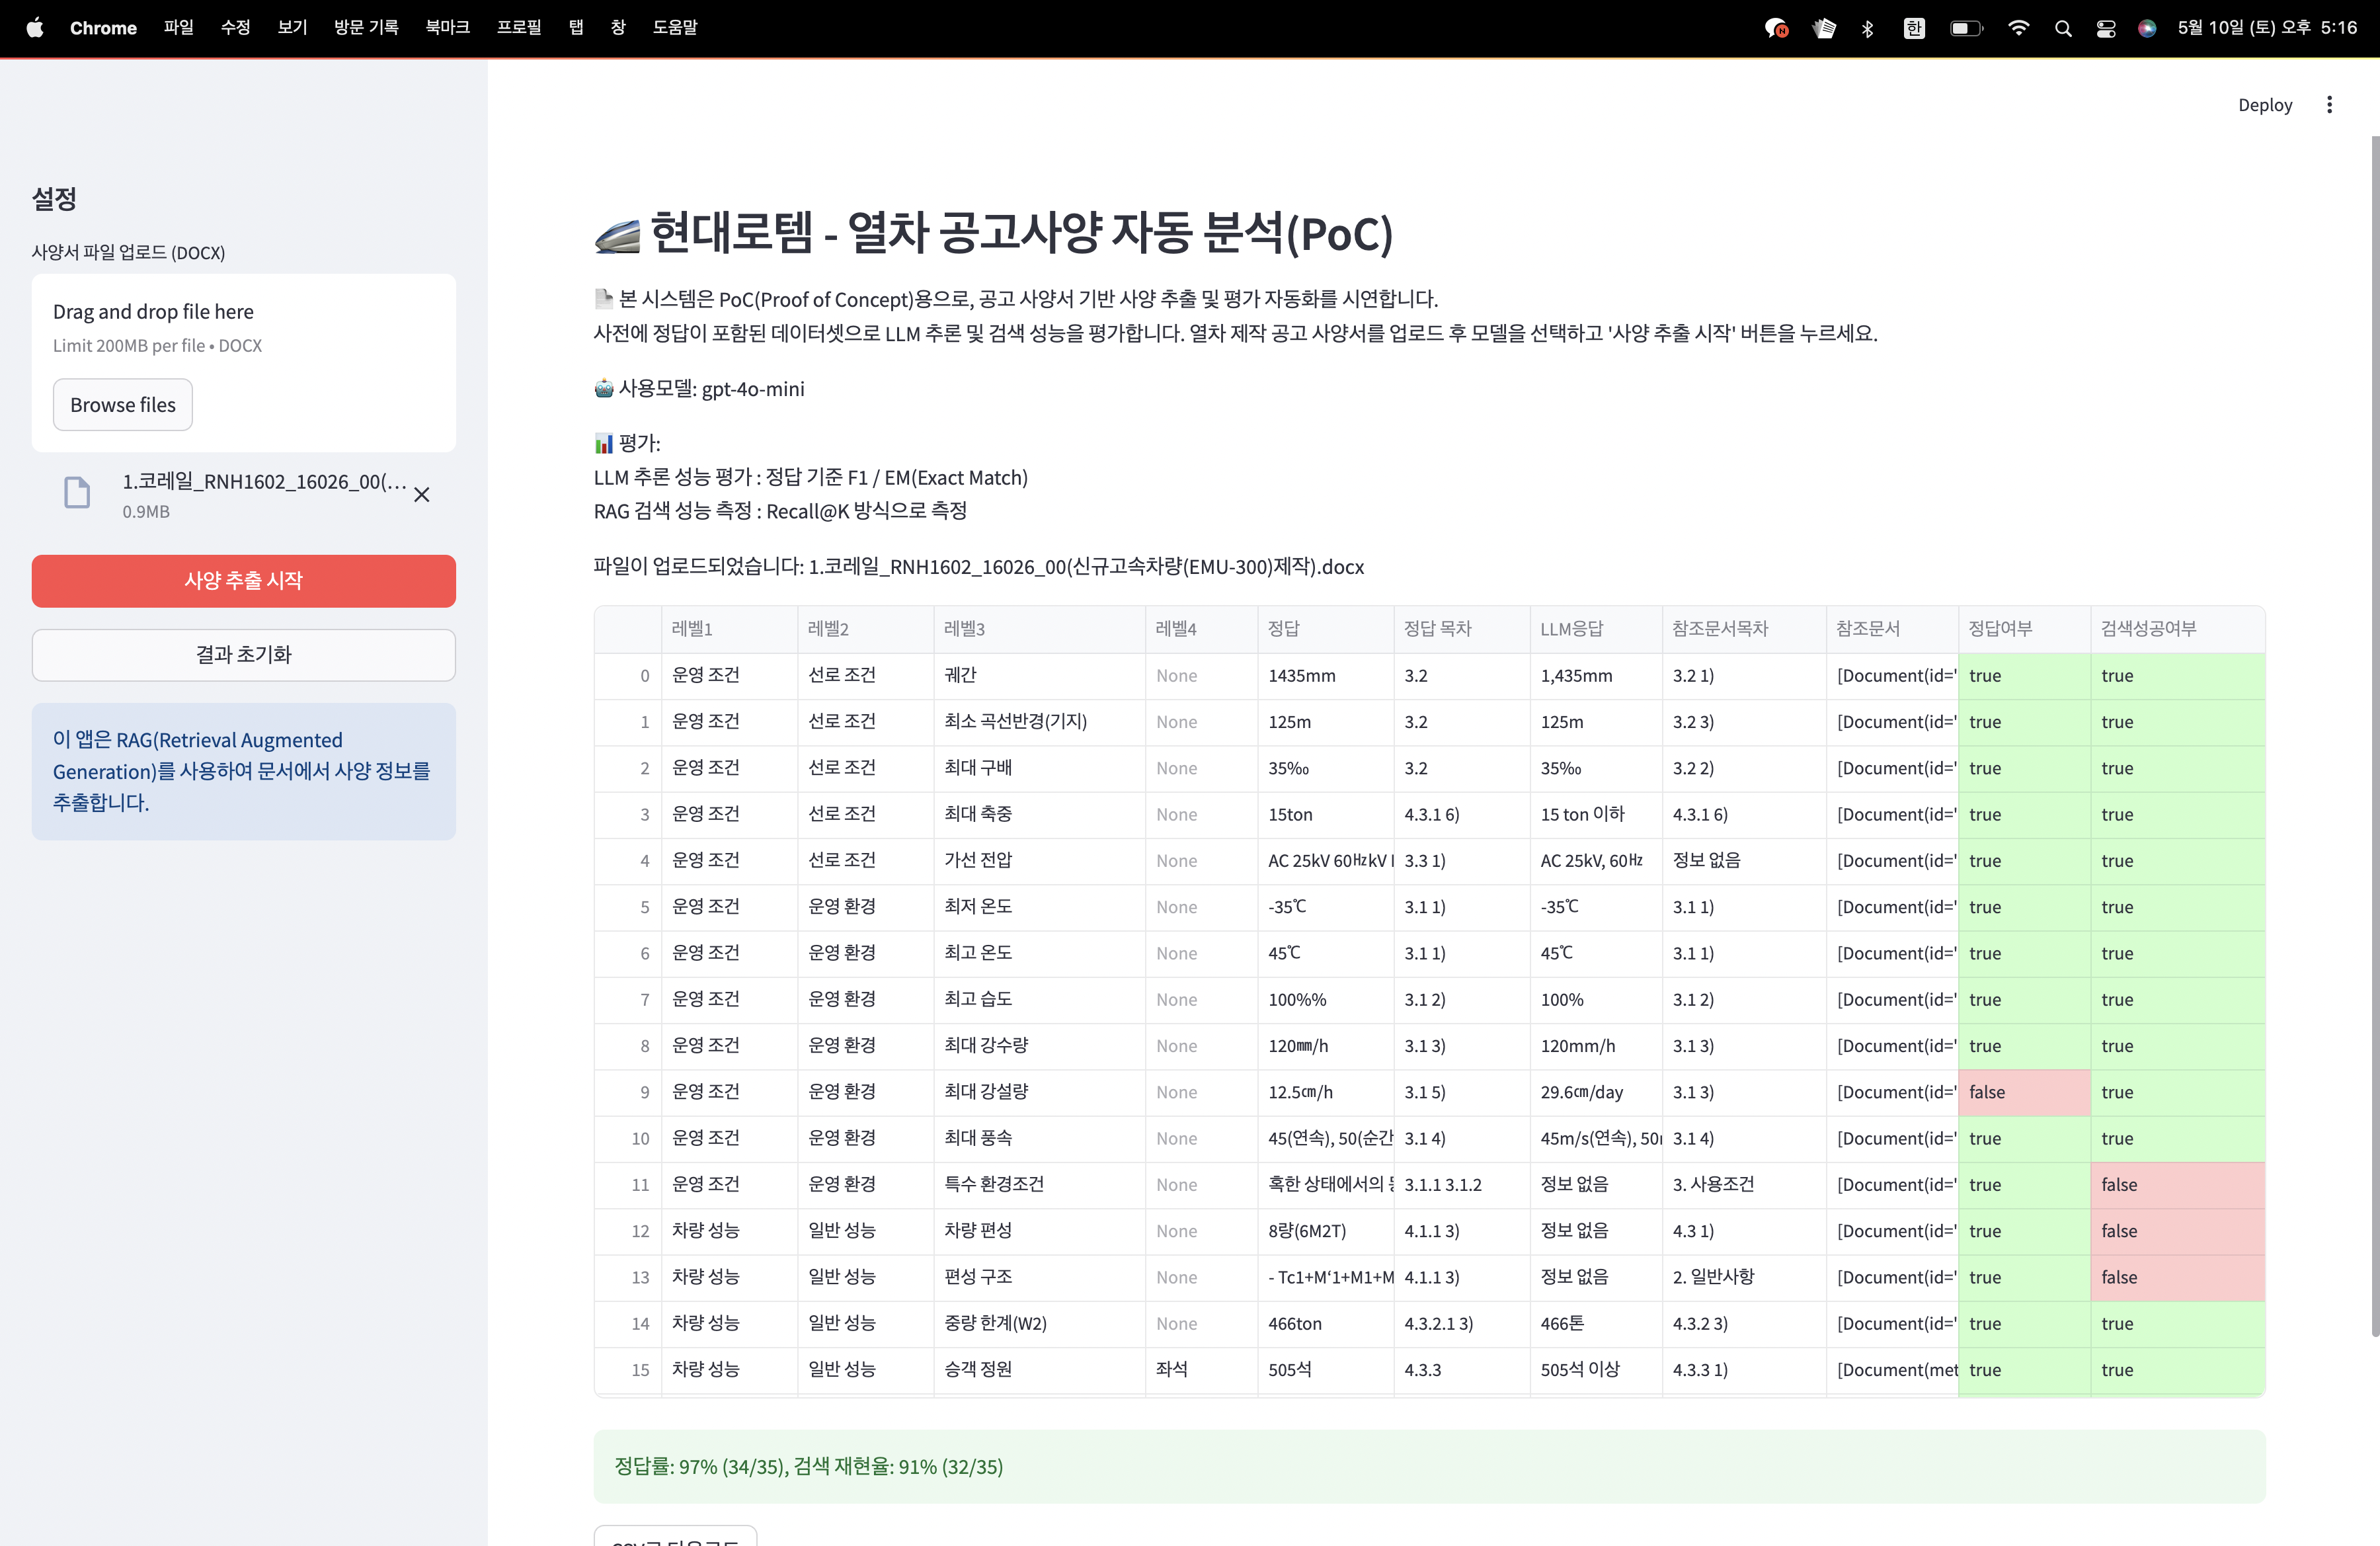 Chrome 파일 수정 보기 방문 기록 북마크 프로필 탭 창 도움말 한 5월 10일 (토) 오후 5:16
Deploy
설정
사양서 파일 업로드 (DOCX)
Drag and drop file here
Limit 200MB per file • DOCX
Browse files
1.코레일_RNH1602_16026_00(...
0.9MB
사양 추출 시작
결과 초기화
이 앱은 RAG(Retrieval Augmented
Generation)를 사용하여 문서에서 사양 정보를
추출합니다.
현대로템 - 열차 공고사양 자동 분석(PoC)
본 시스템은 PoC(Proof of Concept)용으로, 공고 사양서 기반 사양 추출 및 평가 자동화를 시연합니다.
사전에 정답이 포함된 데이터셋으로 LLM 추론 및 검색 성능을 평가합니다. 열차 제작 공고 사양서를 업로드 후 모델을 선택하고 '사양 추출 시작' 버튼을 누르세요.
사용모델: gpt-4o-mini
평가:
LLM 추론 성능 평가 : 정답 기준 F1 / EM(Exact Match)
RAG 검색 성능 측정 : Recall@K 방식으로 측정
파일이 업로드되었습니다: 1.코레일_RNH1602_16026_00(신규고속차량(EMU-300)제작).docx
레벨1 레벨2 레벨3 레벨4 정답 정답 목차 LLM응답 참조문서목차 참조문서 정답여부 검색성공여부
0 운영 조건 선로 조건 궤간 None 1435mm 3.2 1,435mm 3.2 1) [Document(id=' true true
1 운영 조건 선로 조건 최소 곡선반경(기지) None 125m 3.2 125m 3.2 3) [Document(id=' true true
2 운영 조건 선로 조건 최대 구배 None 35‰ 3.2 35‰ 3.2 2) [Document(id=' true true
3 운영 조건 선로 조건 최대 축중 None 15ton 4.3.1 6) 15 ton 이하 4.3.1 6) [Document(id=' true true
4 운영 조건 선로 조건 가선 전압 None AC 25kV 60㎐kV 3.3 1) AC 25kV, 60㎐ 정보 없음 [Document(id=' true true
5 운영 조건 운영 환경 최저 온도 None -35℃ 3.1 1) -35℃ 3.1 1) [Document(id=' true true
6 운영 조건 운영 환경 최고 온도 None 45℃ 3.1 1) 45℃ 3.1 1) [Document(id=' true true
7 운영 조건 운영 환경 최고 습도 None 100%% 3.1 2) 100% 3.1 2) [Document(id=' true true
8 운영 조건 운영 환경 최대 강수량 None 120㎜/h 3.1 3) 120mm/h 3.1 3) [Document(id=' true true
9 운영 조건 운영 환경 최대 강설량 None 12.5㎝/h 3.1 5) 29.6㎝/day 3.1 3) [Document(id=' false true
10 운영 조건 운영 환경 최대 풍속 None 45(연속), 50(순간 3.1 4) 45m/s(연속), 50 3.1 4) [Document(id=' true true
11 운영 조건 운영 환경 특수 환경조건 None 혹한 상태에서의 3.1.1 3.1.2 정보 없음 3. 사용조건 [Document(id=' true false
12 차량 성능 일반 성능 차량 편성 None 8량(6M2T) 4.1.1 3) 정보 없음 4.3 1) [Document(id=' true false
13 차량 성능 일반 성능 편성 구조 None - Tc1+M‘1+M1+M 4.1.1 3) 정보 없음 2. 일반사항 [Document(id=' true false
14 차량 성능 일반 성능 중량 한계(W2) None 466ton 4.3.2.1 3) 466톤 4.3.2 3) [Document(id=' true true
15 차량 성능 일반 성능 승객 정원 좌석 505석 4.3.3 505석 이상 4.3.3 1) [Document(met true true
정답률: 97% (34/35), 검색 재현율: 91% (32/35)